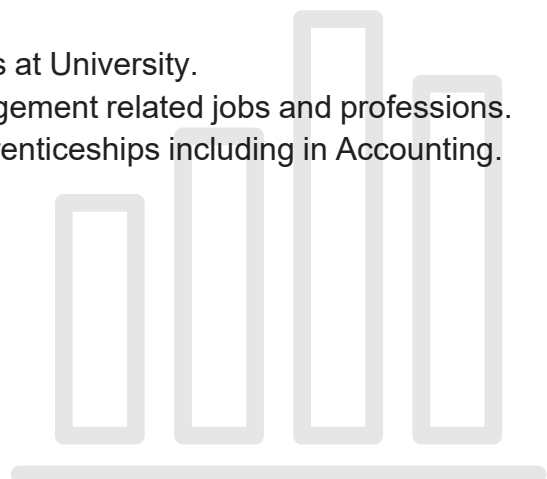 s at University.
gement related jobs and professions.
enticeships including in Accounting.